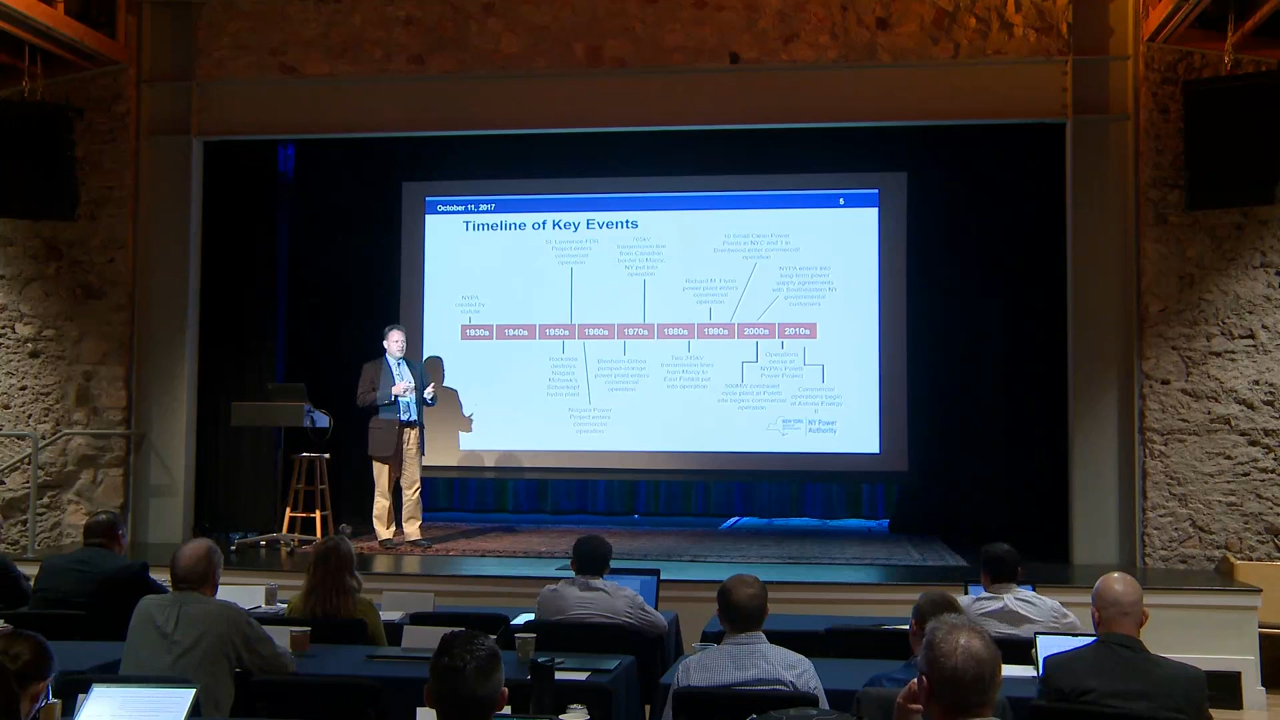 October 11, 2017
5
Timeline of Key Events
St. Lawrence-FDR
Project enters
commercial
operation
765kV
transmission line
from Canadian
border to Marcy,
NY put into
operation
10 Small Clean Power
Plants in NYC and 1 in
Brentwood enter commercial
operation
NYPA enters into
long-term power
supply agreements
with Southeastern NY
governmental
customers
Richard M. Flynn
power plant enters
commercial
operation
NYPA
created by
statute
1930s
1940s
1950s
1960s
1970s
1980s
1990s
2000s
2010s
Rockslide
destroys
Niagara
Mohawk's
Schoellkopf
hydro plant
Blenheim-Gilboa
pumped-storage
power plant enters
commercial
operation
Two 345kV
transmission lines
from Marcy to
East Fishkill put
into operation
Operations
cease at
NYPA's Poletti
Power Project
500MW combined
cycle plant at Poletti
site begins commercial
operation
Commercial
operations begin
at Astoria Energy
II
Niagara Power
Project enters
commercial
operation
NEW YORK
NY Power
Authority